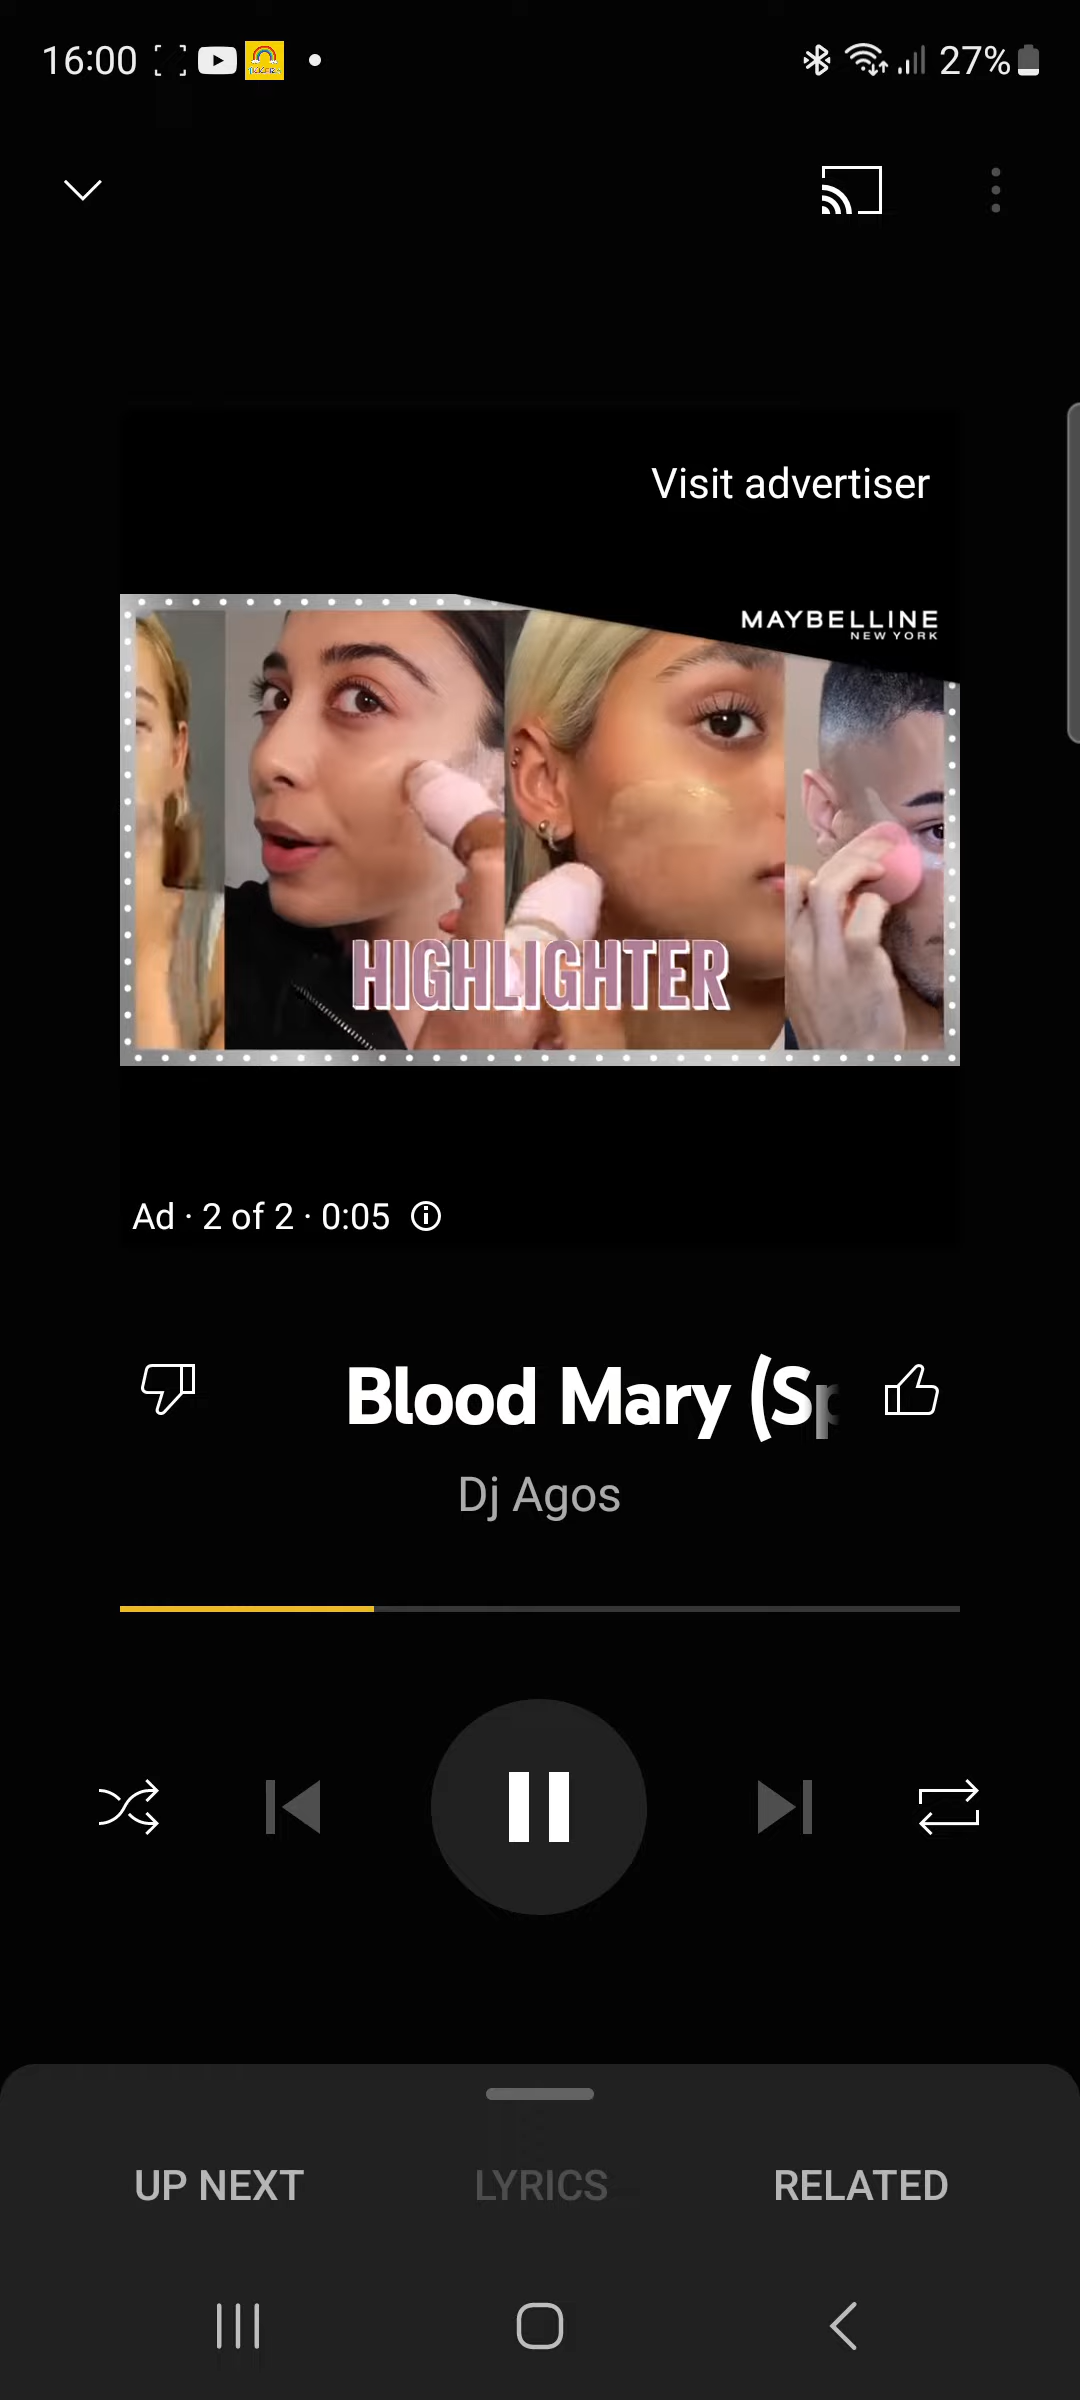 16:00
27%
Visit advertiser
MAYBELLINE
NEW YORK
HIGHLIGHTER
Ad · 2 of 2 · 0:05
Blood Mary (Sp
Dj Agos
UP NEXT
LYRICS
RELATED